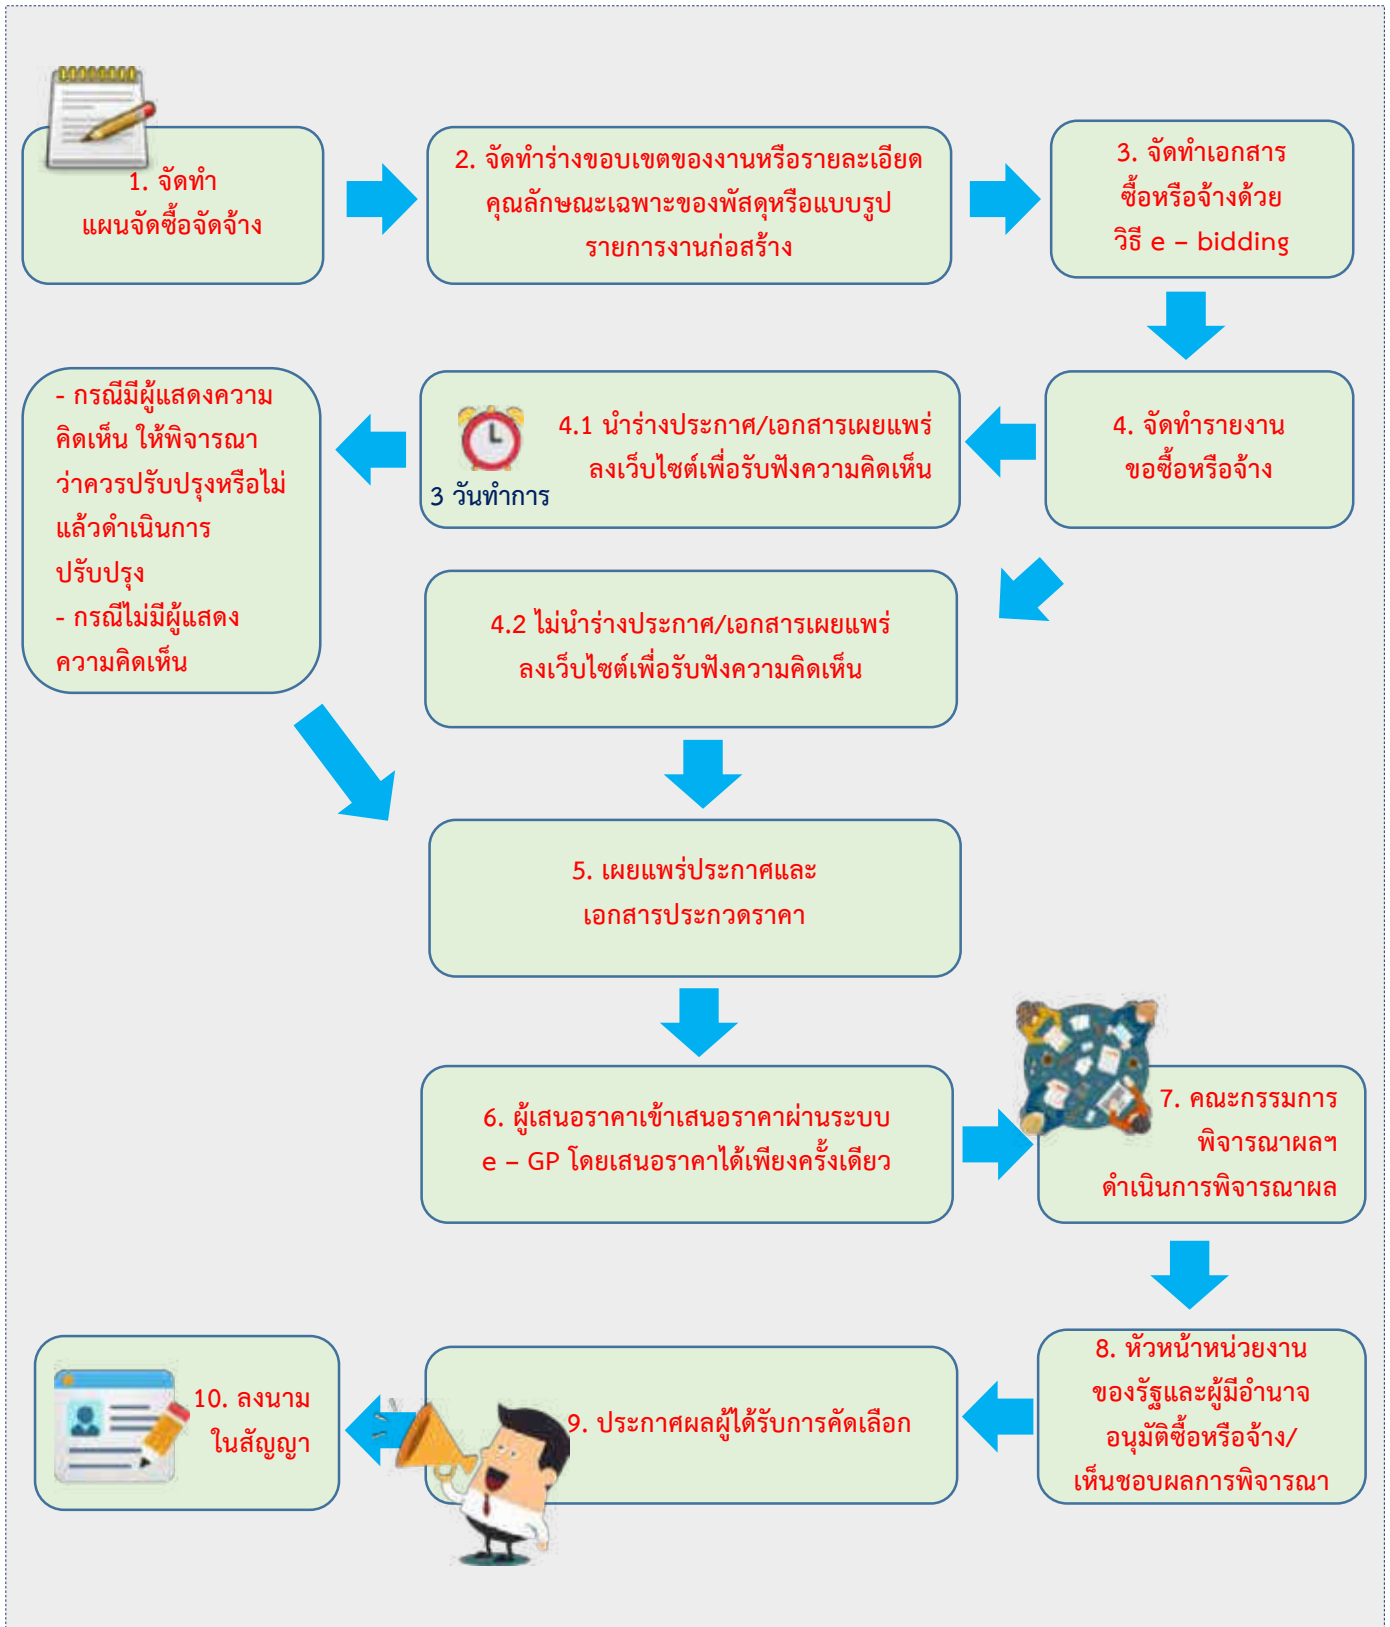 1. จัดทำ
แผนจัดซื้อจัดจ้าง
2. จัดทำร่างขอบเขตของงานหรือรายละเอียด
คุณลักษณะเฉพาะของพัสดุหรือแบบรูป
รายการงานก่อสร้าง
3. จัดทำเอกสาร
ซื้อหรือจ้างด้วย
วิธี e – bidding
4. จัดทำรายงาน
ขอซื้อหรือจ้าง
4.1 นำร่างประกาศ/เอกสารเผยแพร่
ลงเว็บไซต์เพื่อรับฟังความคิดเห็น
3 วันทำการ
- กรณีมีผู้แสดงความ
คิดเห็น ให้พิจารณา
ว่าควรปรับปรุงหรือไม่
แล้วดำเนินการ
ปรับปรุง
- กรณีไม่มีผู้แสดง
ความคิดเห็น
4.2 ไม่นำร่างประกาศ/เอกสารเผยแพร่
ลงเว็บไซต์เพื่อรับฟังความคิดเห็น
5. เผยแพร่ประกาศและ
เอกสารประกวดราคา
6. ผู้เสนอราคาเข้าเสนอราคาผ่านระบบ
e – GP โดยเสนอราคาได้เพียงครั้งเดียว
7. คณะกรรมการ
พิจารณาผลฯ
ดำเนินการพิจารณาผล
8. หัวหน้าหน่วยงาน
ของรัฐและผู้มีอำนาจ
อนุมัติซื้อหรือจ้าง/
เห็นชอบผลการพิจารณา
9. ประกาศผลผู้ได้รับการคัดเลือก
10. ลงนาม
ในสัญญา